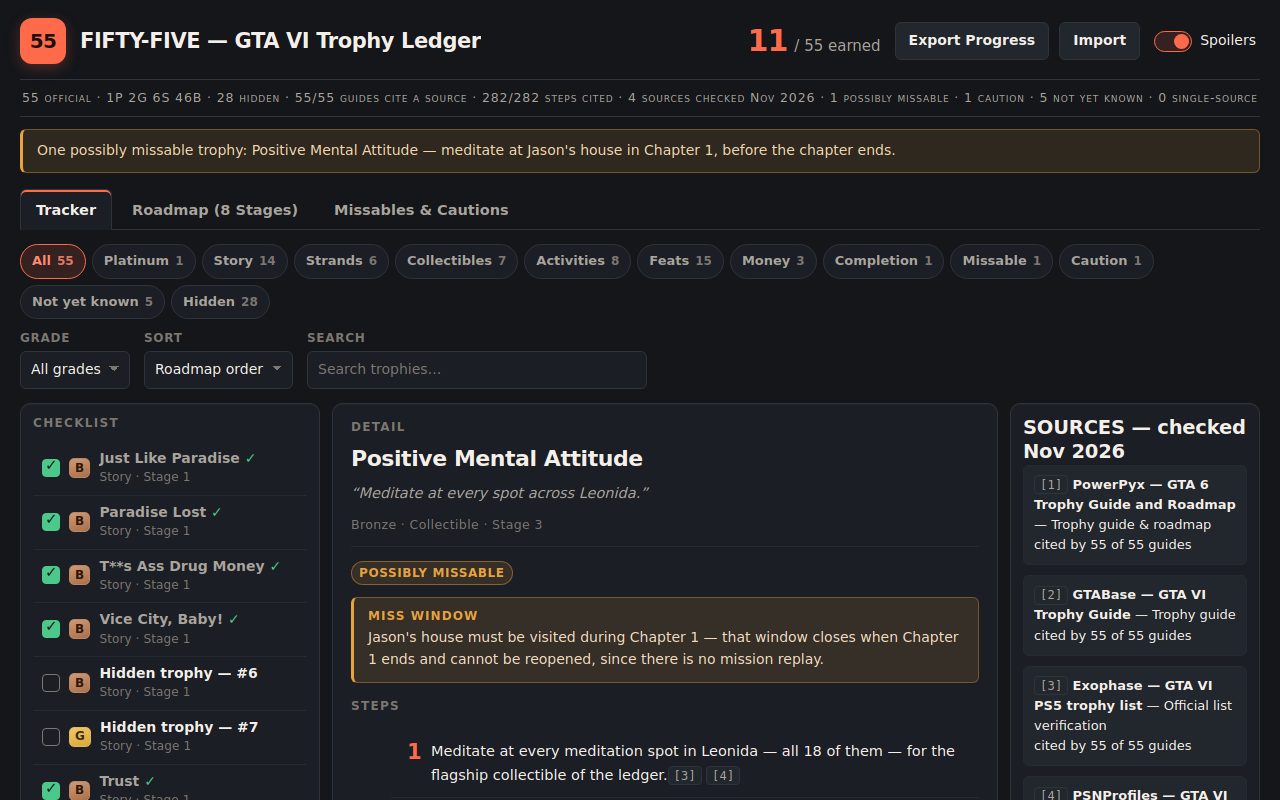 55
FIFTY-FIVE — GTA VI Trophy Ledger
11 / 55 earned
Export Progress
Import
Spoilers
55 OFFICIAL · 1P 2G 6S 46B · 28 HIDDEN · 55/55 GUIDES CITE A SOURCE · 282/282 STEPS CITED · 4 SOURCES CHECKED NOV 2026 · 1 POSSIBLY MISSABLE · 1 CAUTION · 5 NOT YET KNOWN · 0 SINGLE-SOURCE
One possibly missable trophy: Positive Mental Attitude — meditate at Jason's house in Chapter 1, before the chapter ends.
Tracker
Roadmap (8 Stages)
Missables & Cautions
All 55
Platinum 1
Story 14
Strands 6
Collectibles 7
Activities 8
Feats 15
Money 3
Completion 1
Missable 1
Caution 1
Not yet known 5
Hidden 28
GRADE
All grades
SORT
Roadmap order
SEARCH
Search trophies…
CHECKLIST
✓ B Just Like Paradise ✓
Story · Stage 1
✓ B Paradise Lost ✓
Story · Stage 1
✓ B T**s Ass Drug Money ✓
Story · Stage 1
✓ B Vice City, Baby! ✓
Story · Stage 1
B Hidden trophy — #6
Story · Stage 1
G Hidden trophy — #7
Story · Stage 1
✓ B Trust ✓
Story · Stage 1
DETAIL
Positive Mental Attitude
“Meditate at every spot across Leonida.”
Bronze · Collectible · Stage 3
POSSIBLY MISSABLE
MISS WINDOW
Jason's house must be visited during Chapter 1 — that window closes when Chapter
1 ends and cannot be reopened, since there is no mission replay.
STEPS
1 Meditate at every meditation spot in Leonida — all 18 of them — for the
flagship collectible of the ledger. [3] [4]
SOURCES — checked
Nov 2026
[1] PowerPyx — GTA 6
Trophy Guide and Roadmap
— Trophy guide & roadmap
cited by 55 of 55 guides
[2] GTABase — GTA VI
Trophy Guide — Trophy guide
cited by 55 of 55 guides
[3] Exophase — GTA VI
PS5 trophy list — Official list
verification
cited by 55 of 55 guides
[4] PSNProfiles — GTA VI